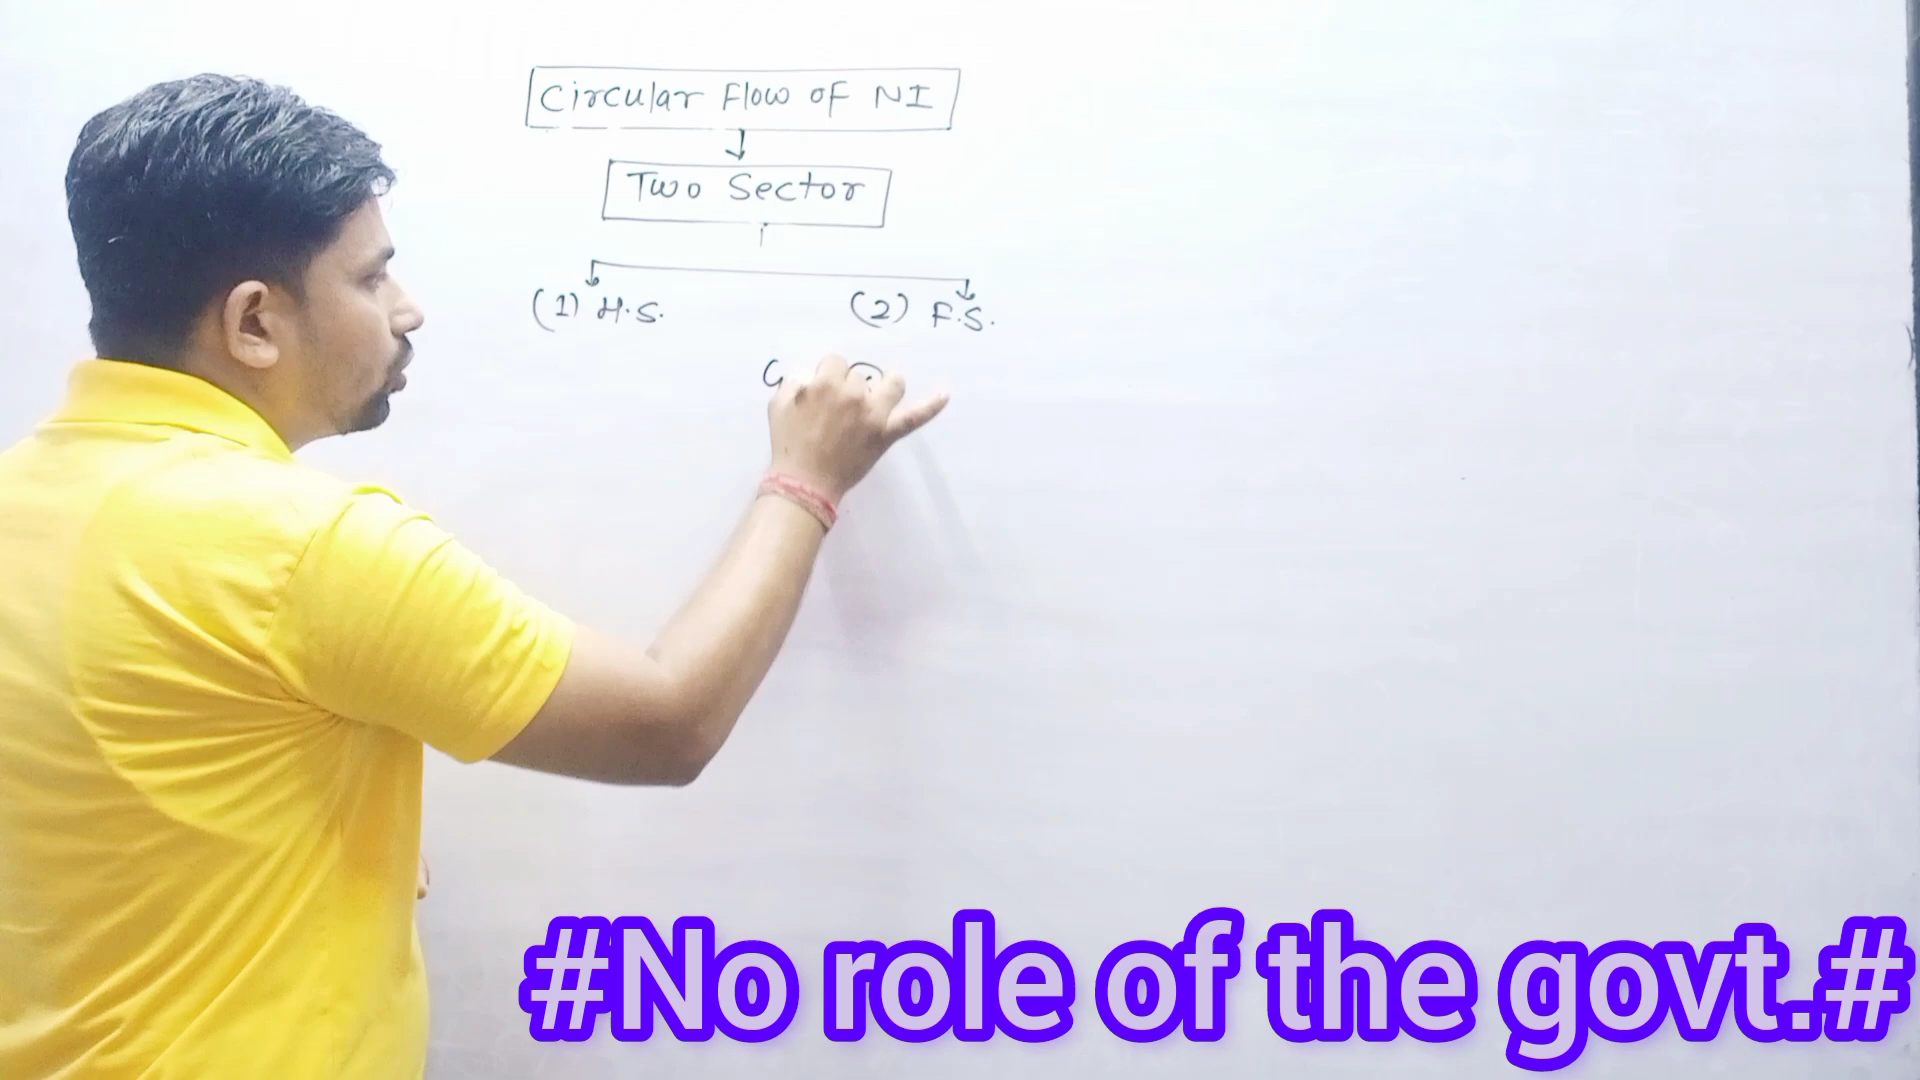 Circular Flow of NI
Two Sector
(1) H.S. (2) F.S.
#No role of the govt.#